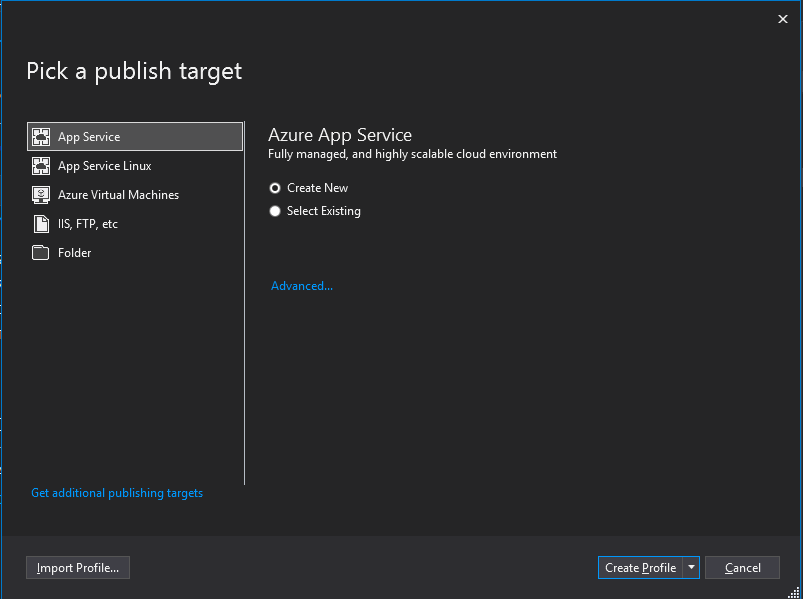 Pick a publish target
App Service
App Service Linux
Azure Virtual Machines
IIS, FTP, etc
Folder
Get additional publishing targets
Azure App Service
Fully managed, and highly scalable cloud environment
Create New
Select Existing
Advanced...
Import Profile...
Create Profile
Cancel